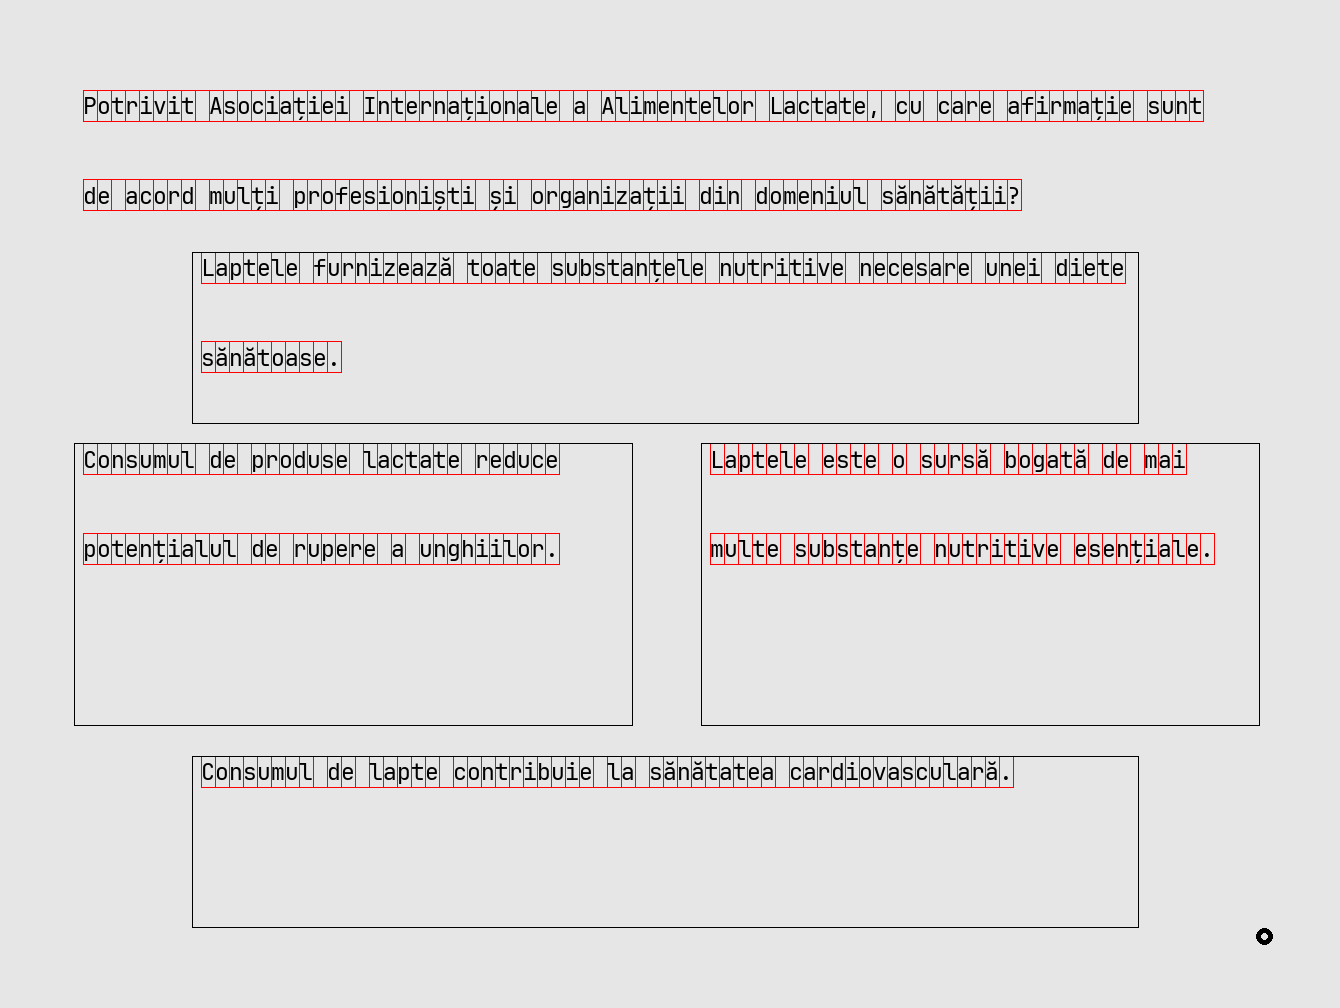 Potrivit Asociației Internaționale a Alimentelor Lactate, cu care afirmație sunt
de acord mulți profesioniști și organizații din domeniul sănătății?
Laptele furnizează toate substanțele nutritive necesare unei diete
sănătoase.
Consumul de produse lactate reduce
potențialul de rupere a unghiilor.
Laptele este o sursă bogată de mai
multe substanțe nutritive esențiale.
Consumul de lapte contribuie la sănătatea cardiovasculară.